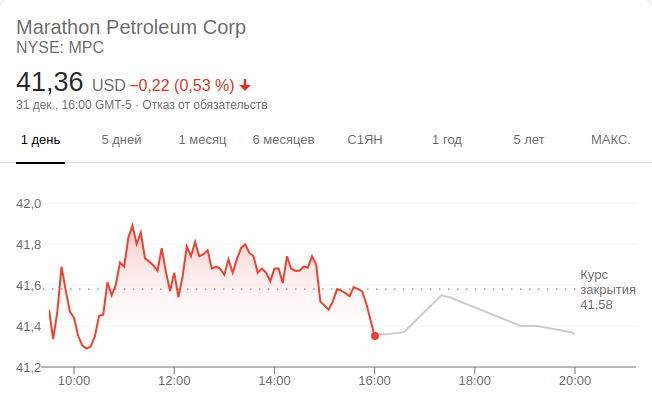 Marathon Petroleum Corp
NYSE: MPC
41,36 USD −0,22 (0,53 %)
31 дек., 16:00 GMT-5 · Отказ от обязательств
1 день 5 дней 1 месяц 6 месяцев С1ЯН 1 год 5 лет МАКС.
42,0
41,8
41,6
41,4
41,2
Курс
закрытия
41,58
10:00 12:00 14:00 16:00 18:00 20:00